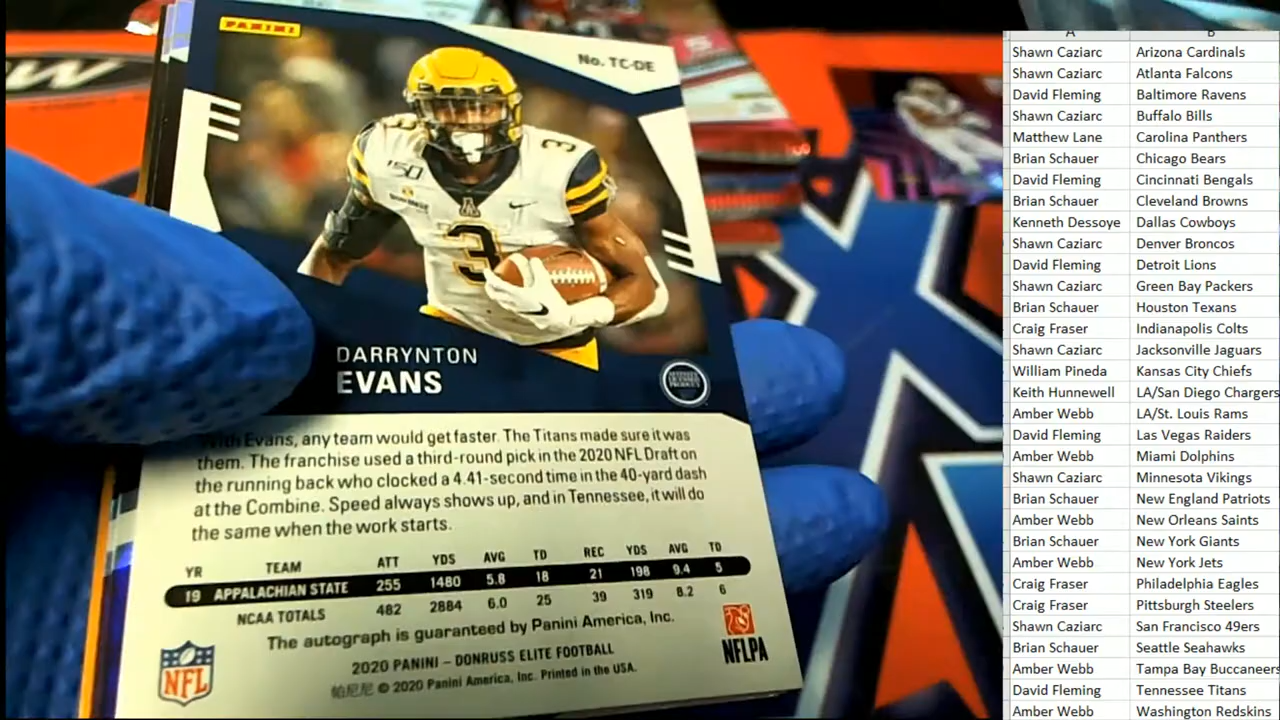 PANINI
No. TC-DE
3
150
3
A
3
DARRYNTON
EVANS
Evans, any team would get faster. The Titans made sure it was
them. The franchise used a third-round pick in the 2020 NFL Draft on
the running back who clocked a 4.41-second time in the 40-yard dash
at the Combine. Speed always shows up, and in Tennessee, it will do
the same when the work starts.
YR TEAM ATT YDS AVG TD REC YDS AVG TD
19 APPALACHIAN STATE 255 1480 5.8 18 21 198 9.4 5
NCAA TOTALS 482 2884 6.0 25 39 319 8.2 6
The autograph is guaranteed by Panini America, Inc.
2020 PANINI – DONRUSS ELITE FOOTBALL
帕尼尼 © 2020 Panini America, Inc. Printed in the USA.
NFL
NFLPA
A B
Shawn Caziarc Arizona Cardinals
Shawn Caziarc Atlanta Falcons
David Fleming Baltimore Ravens
Shawn Caziarc Buffalo Bills
Matthew Lane Carolina Panthers
Brian Schauer Chicago Bears
David Fleming Cincinnati Bengals
Brian Schauer Cleveland Browns
Kenneth Dessoye Dallas Cowboys
Shawn Caziarc Denver Broncos
David Fleming Detroit Lions
Shawn Caziarc Green Bay Packers
Brian Schauer Houston Texans
Craig Fraser Indianapolis Colts
Shawn Caziarc Jacksonville Jaguars
William Pineda Kansas City Chiefs
Keith Hunnewell LA/San Diego Chargers
Amber Webb LA/St. Louis Rams
David Fleming Las Vegas Raiders
Amber Webb Miami Dolphins
Shawn Caziarc Minnesota Vikings
Brian Schauer New England Patriots
Amber Webb New Orleans Saints
Brian Schauer New York Giants
Amber Webb New York Jets
Craig Fraser Philadelphia Eagles
Craig Fraser Pittsburgh Steelers
Shawn Caziarc San Francisco 49ers
Brian Schauer Seattle Seahawks
Amber Webb Tampa Bay Buccaneers
David Fleming Tennessee Titans
Amber Webb Washington Redskins